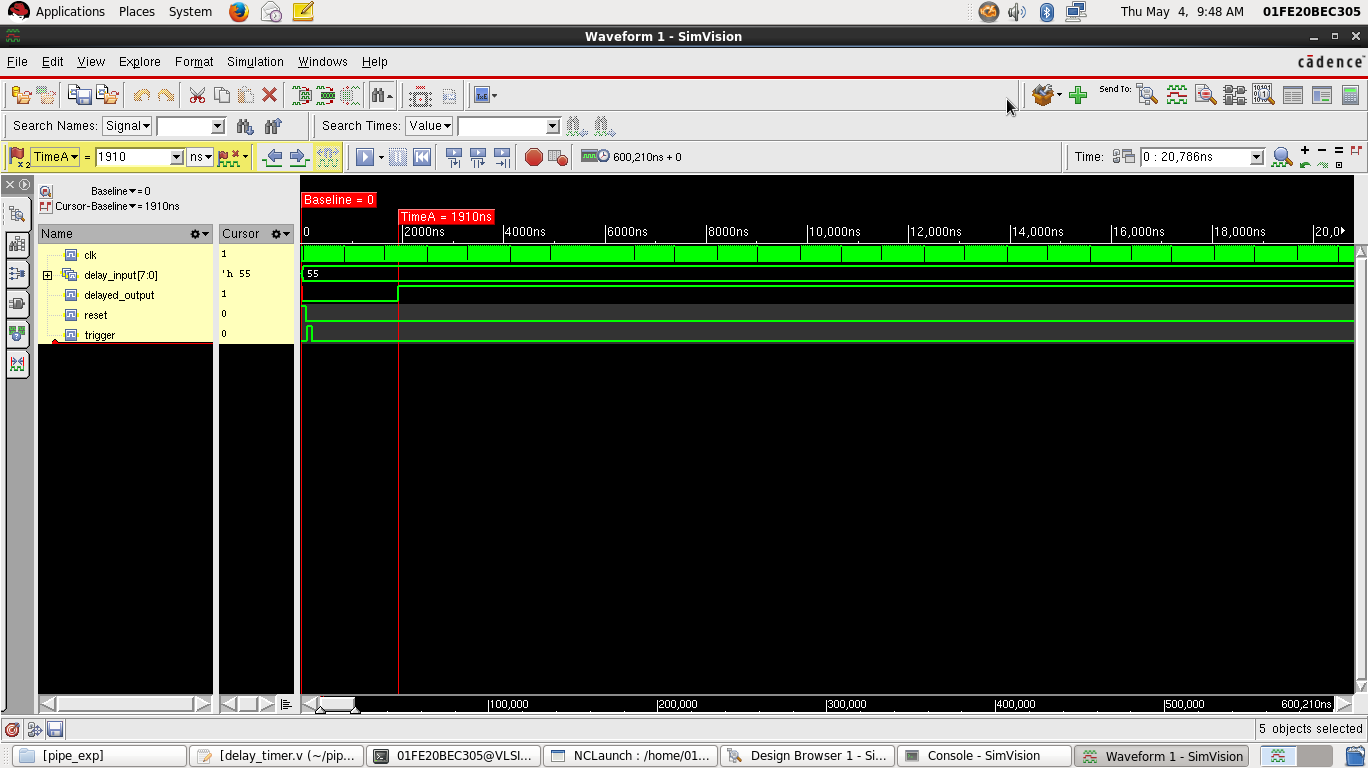 Applications Places System Thu May 4, 9:48 AM 01FE20BEC305
Waveform 1 - SimVision
File Edit View Explore Format Simulation Windows Help cādence
Send To:
Search Names: Signal Search Times: Value
x2 TimeA = 1910 ns 600,210ns + 0 Time: 0 : 20,786ns
Baseline = 0
Cursor-Baseline = 1910ns
Baseline = 0
TimeA = 1910ns
Name Cursor 0 2000ns 4000ns 6000ns 8000ns 10,000ns 12,000ns 14,000ns 16,000ns 18,000ns 20,0
clk 1
delay_input[7:0] 'h 55 55
delayed_output 1
reset 0
trigger 0
100,000 200,000 300,000 400,000 500,000 600,210ns
5 objects selected
[pipe_exp] [delay_timer.v (~/pip... 01FE20BEC305@VLSI... NCLaunch : /home/01... Design Browser 1 - Si... Console - SimVision Waveform 1 - SimVision